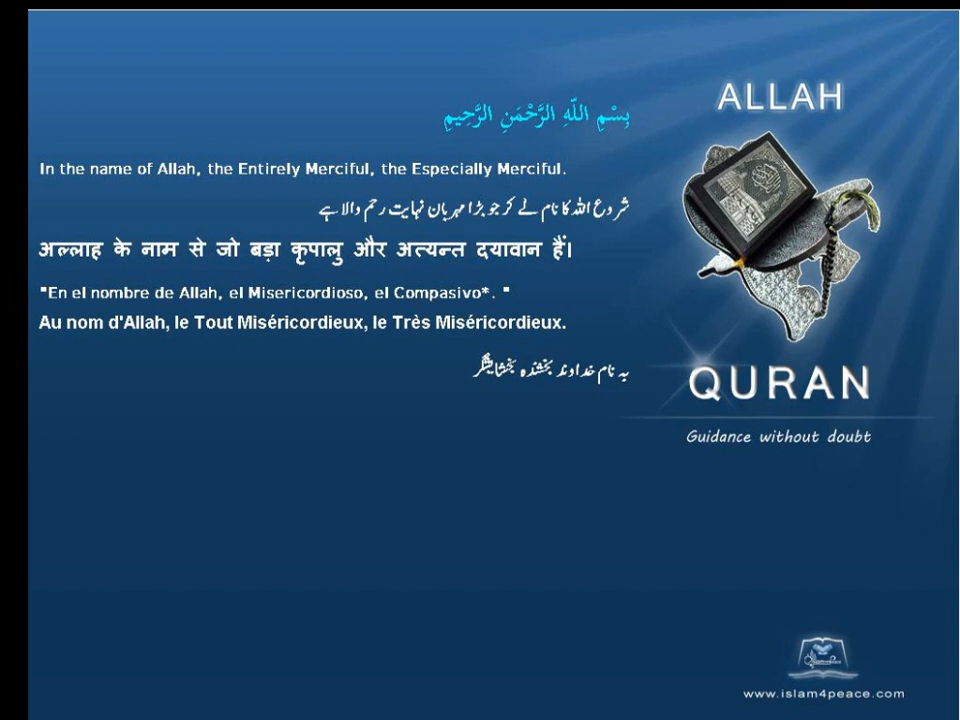 بِسْمِ اللّهِ الرَّحْمَنِ الرَّحِيمِ
In the name of Allah, the Entirely Merciful, the Especially Merciful.
شروع الله کا نام لے کر جو بڑا مہربان نہایت رحم والا ہے
अल्लाह के नाम से जो बड़ा कृपालु और अत्यन्त दयावान हैं।
"En el nombre de Allah, el Misericordioso, el Compasivo*. "
Au nom d'Allah, le Tout Miséricordieux, le Très Miséricordieux.
به نام خداوند بخشنده بخشایشگر
ALLAH
QURAN
Guidance without doubt
www.islam4peace.com